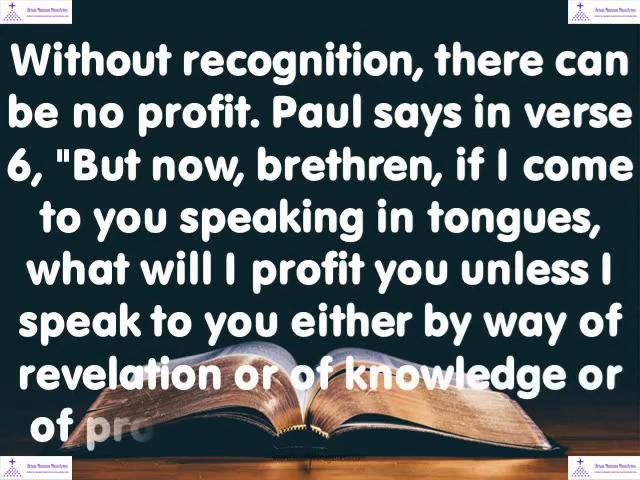 Without recognition, there can
be no profit. Paul says in verse
6, "But now, brethren, if I come
to you speaking in tongues,
what will I profit you unless I
speak to you either by way of
revelation or of knowledge or
of pro